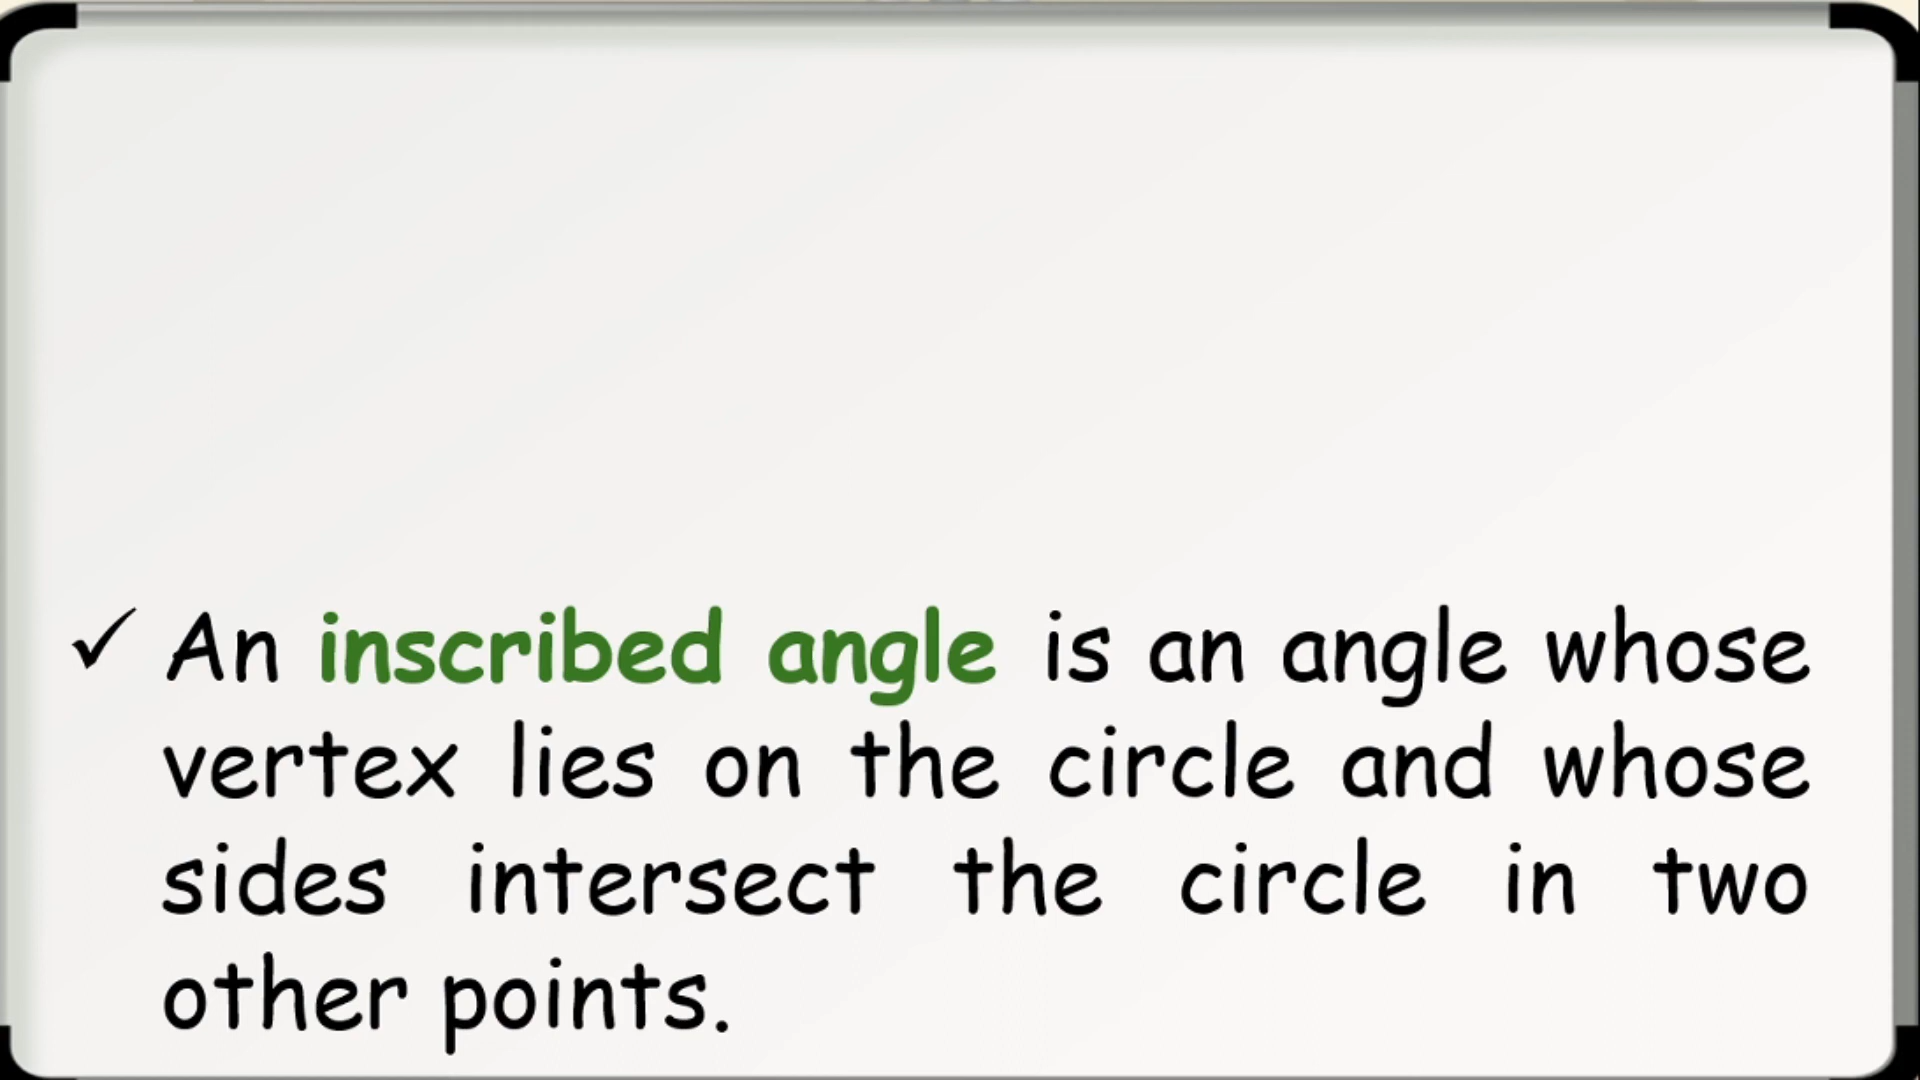 ✓ An inscribed angle is an angle whose
vertex lies on the circle and whose
sides intersect the circle in two
other points.